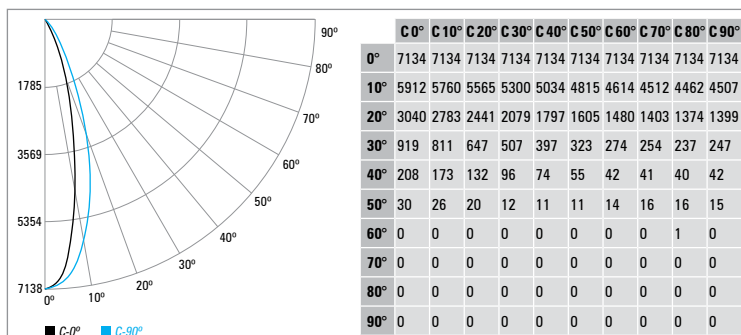 90º
80º
70º
60º
50º
40º
30º
20º
10º
0º
1785
3569
5354
7138
C-0º C-90º
C 0° C 10° C 20° C 30° C 40° C 50° C 60° C 70° C 80° C 90°
0° 7134 7134 7134 7134 7134 7134 7134 7134 7134 7134
10° 5912 5760 5565 5300 5034 4815 4614 4512 4462 4507
20° 3040 2783 2441 2079 1797 1605 1480 1403 1374 1399
30° 919 811 647 507 397 323 274 254 237 247
40° 208 173 132 96 74 55 42 41 40 42
50° 30 26 20 12 11 11 14 16 16 15
60° 0 0 0 0 0 0 0 0 1 0
70° 0 0 0 0 0 0 0 0 0 0
80° 0 0 0 0 0 0 0 0 0 0
90° 0 0 0 0 0 0 0 0 0 0